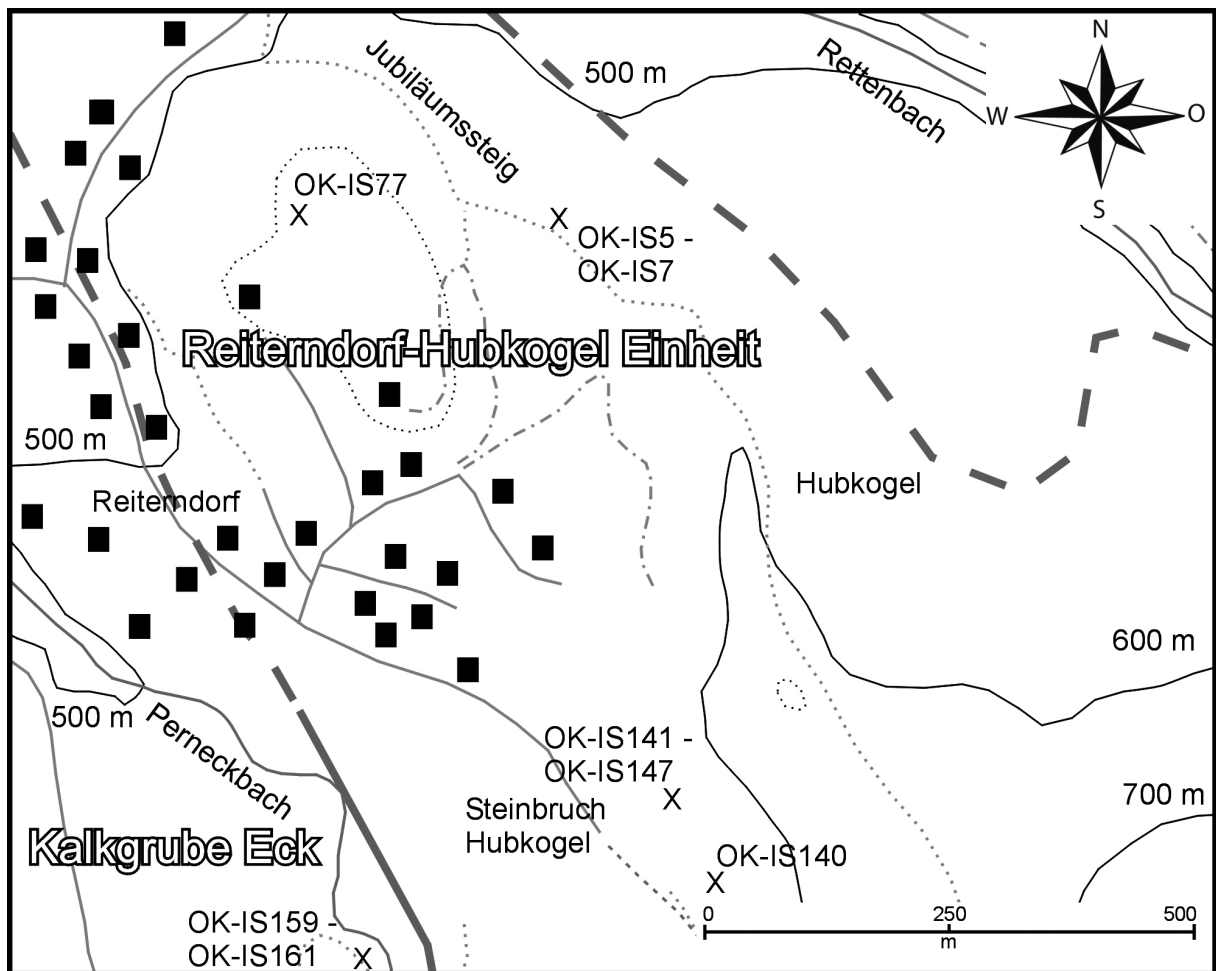 N
Jubiläumssteig
500 m
Rettenbach
W
O
S
OK-IS77
X
X
OK-IS5 -
OK-IS7
Reiterndorf-Hubkogel Einheit
500 m
Reiterndorf
Hubkogel
600 m
500 m
Perneckbach
OK-IS141 -
OK-IS147
X
700 m
Steinbruch
Hubkogel
Kalkgrube Eck
OK-IS140
X
OK-IS159 -
OK-IS161
X
0 250 500
m